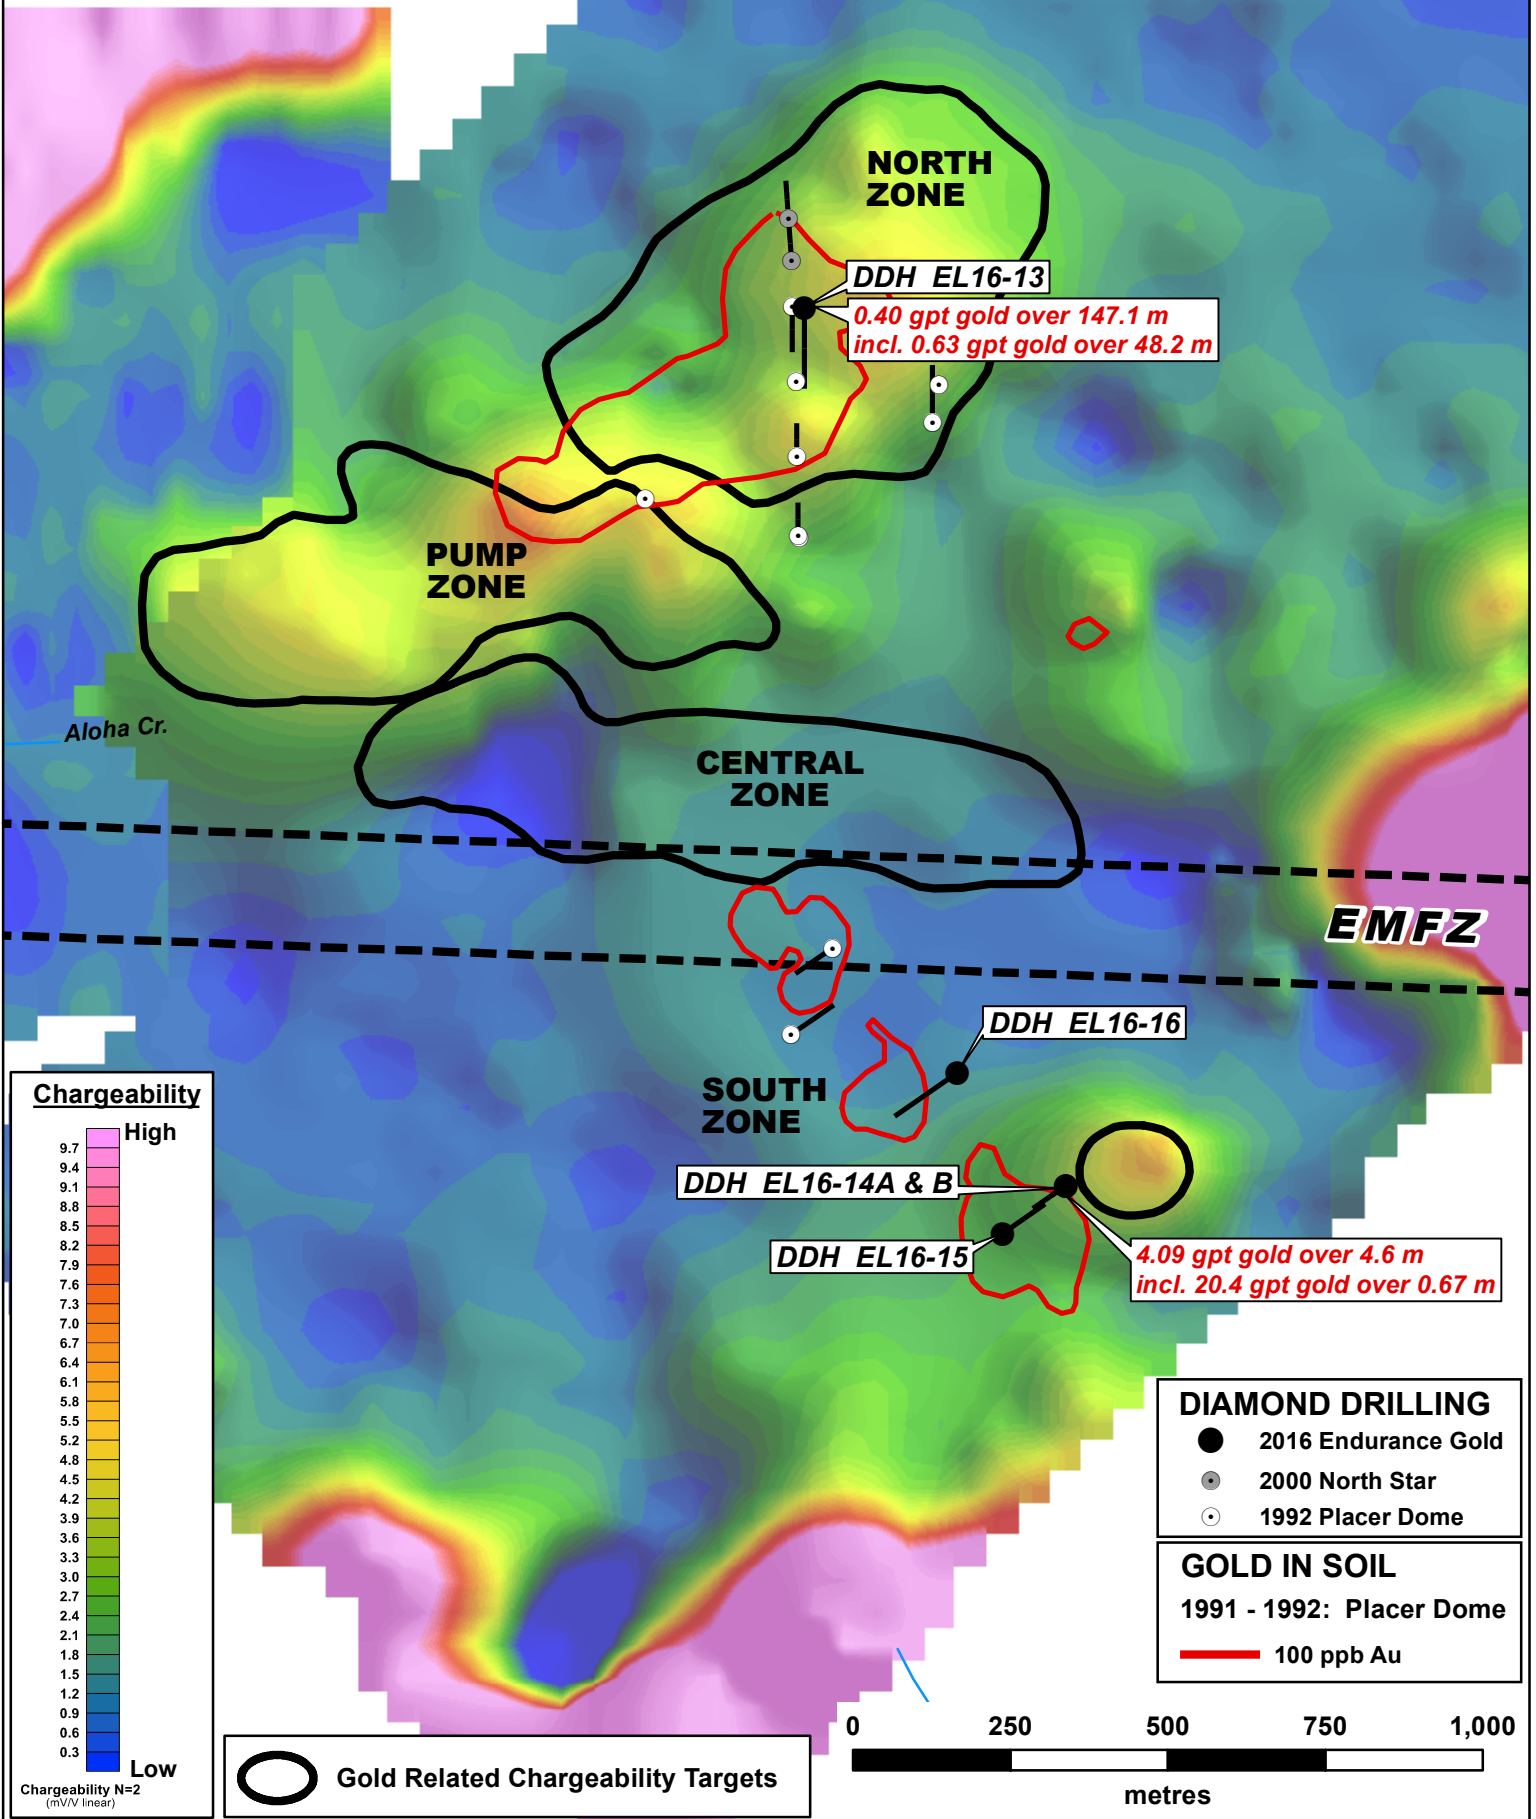 NORTH
ZONE
DDH EL16-13
0.40 gpt gold over 147.1 m
incl. 0.63 gpt gold over 48.2 m
PUMP
ZONE
Aloha Cr.
CENTRAL
ZONE
EMFZ
DDH EL16-16
SOUTH
ZONE
DDH EL16-14A & B
DDH EL16-15
4.09 gpt gold over 4.6 m
incl. 20.4 gpt gold over 0.67 m
Chargeability
High
9.7
9.4
9.1
8.8
8.5
8.2
7.9
7.6
7.3
7.0
6.7
6.4
6.1
5.8
5.5
5.2
4.8
4.5
4.2
3.9
3.6
3.3
3.0
2.7
2.4
2.1
1.8
1.5
1.2
0.9
0.6
0.3
Low
Chargeability N=2
(mV/V linear)
Gold Related Chargeability Targets
DIAMOND DRILLING
2016 Endurance Gold
2000 North Star
1992 Placer Dome
GOLD IN SOIL
1991 - 1992: Placer Dome
100 ppb Au
0 250 500 750 1,000
metres